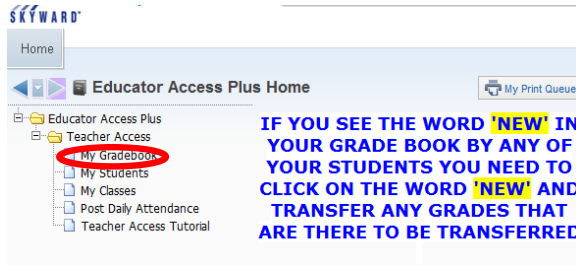 SKYWARD
Home
Educator Access Plus Home
My Print Queue
Educator Access Plus
Teacher Access
My Gradebook
My Students
My Classes
Post Daily Attendance
Teacher Access Tutorial
IF YOU SEE THE WORD 'NEW' IN
YOUR GRADE BOOK BY ANY OF
YOUR STUDENTS YOU NEED TO
CLICK ON THE WORD 'NEW' AND
TRANSFER ANY GRADES THAT
ARE THERE TO BE TRANSFERRED